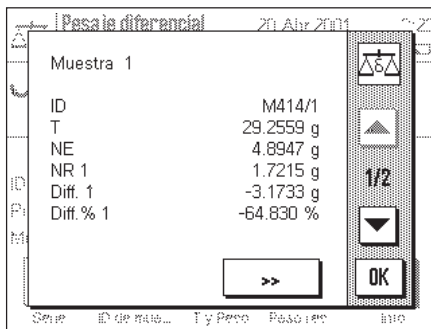 Pesaje diferencial 20. Abr 2001
Muestra 1
ID M414/1
T 29.2559 g
NE 4.8947 g
NR 1 1.7215 g
Diff. 1 -3.1733 g
Diff.% 1 -64.830 %
1/2
>> OK
Serie ID de mue... T y Peso Peso res Info